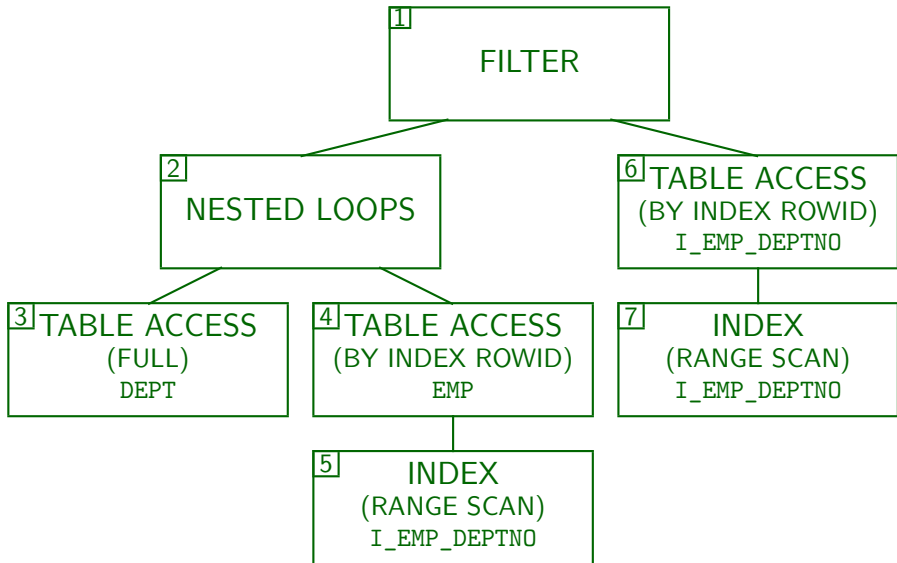 1
FILTER
2
NESTED LOOPS
6
TABLE ACCESS
(BY INDEX ROWID)
I_EMP_DEPTNO
3
TABLE ACCESS
(FULL)
DEPT
4
TABLE ACCESS
(BY INDEX ROWID)
EMP
7
INDEX
(RANGE SCAN)
I_EMP_DEPTNO
5
INDEX
(RANGE SCAN)
I_EMP_DEPTNO